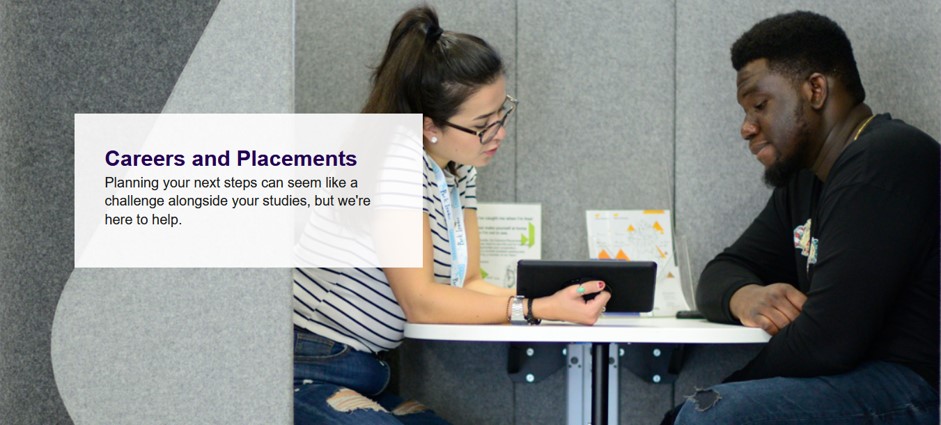 Careers and Placements
Planning your next steps can seem like a
challenge alongside your studies, but we're
here to help.